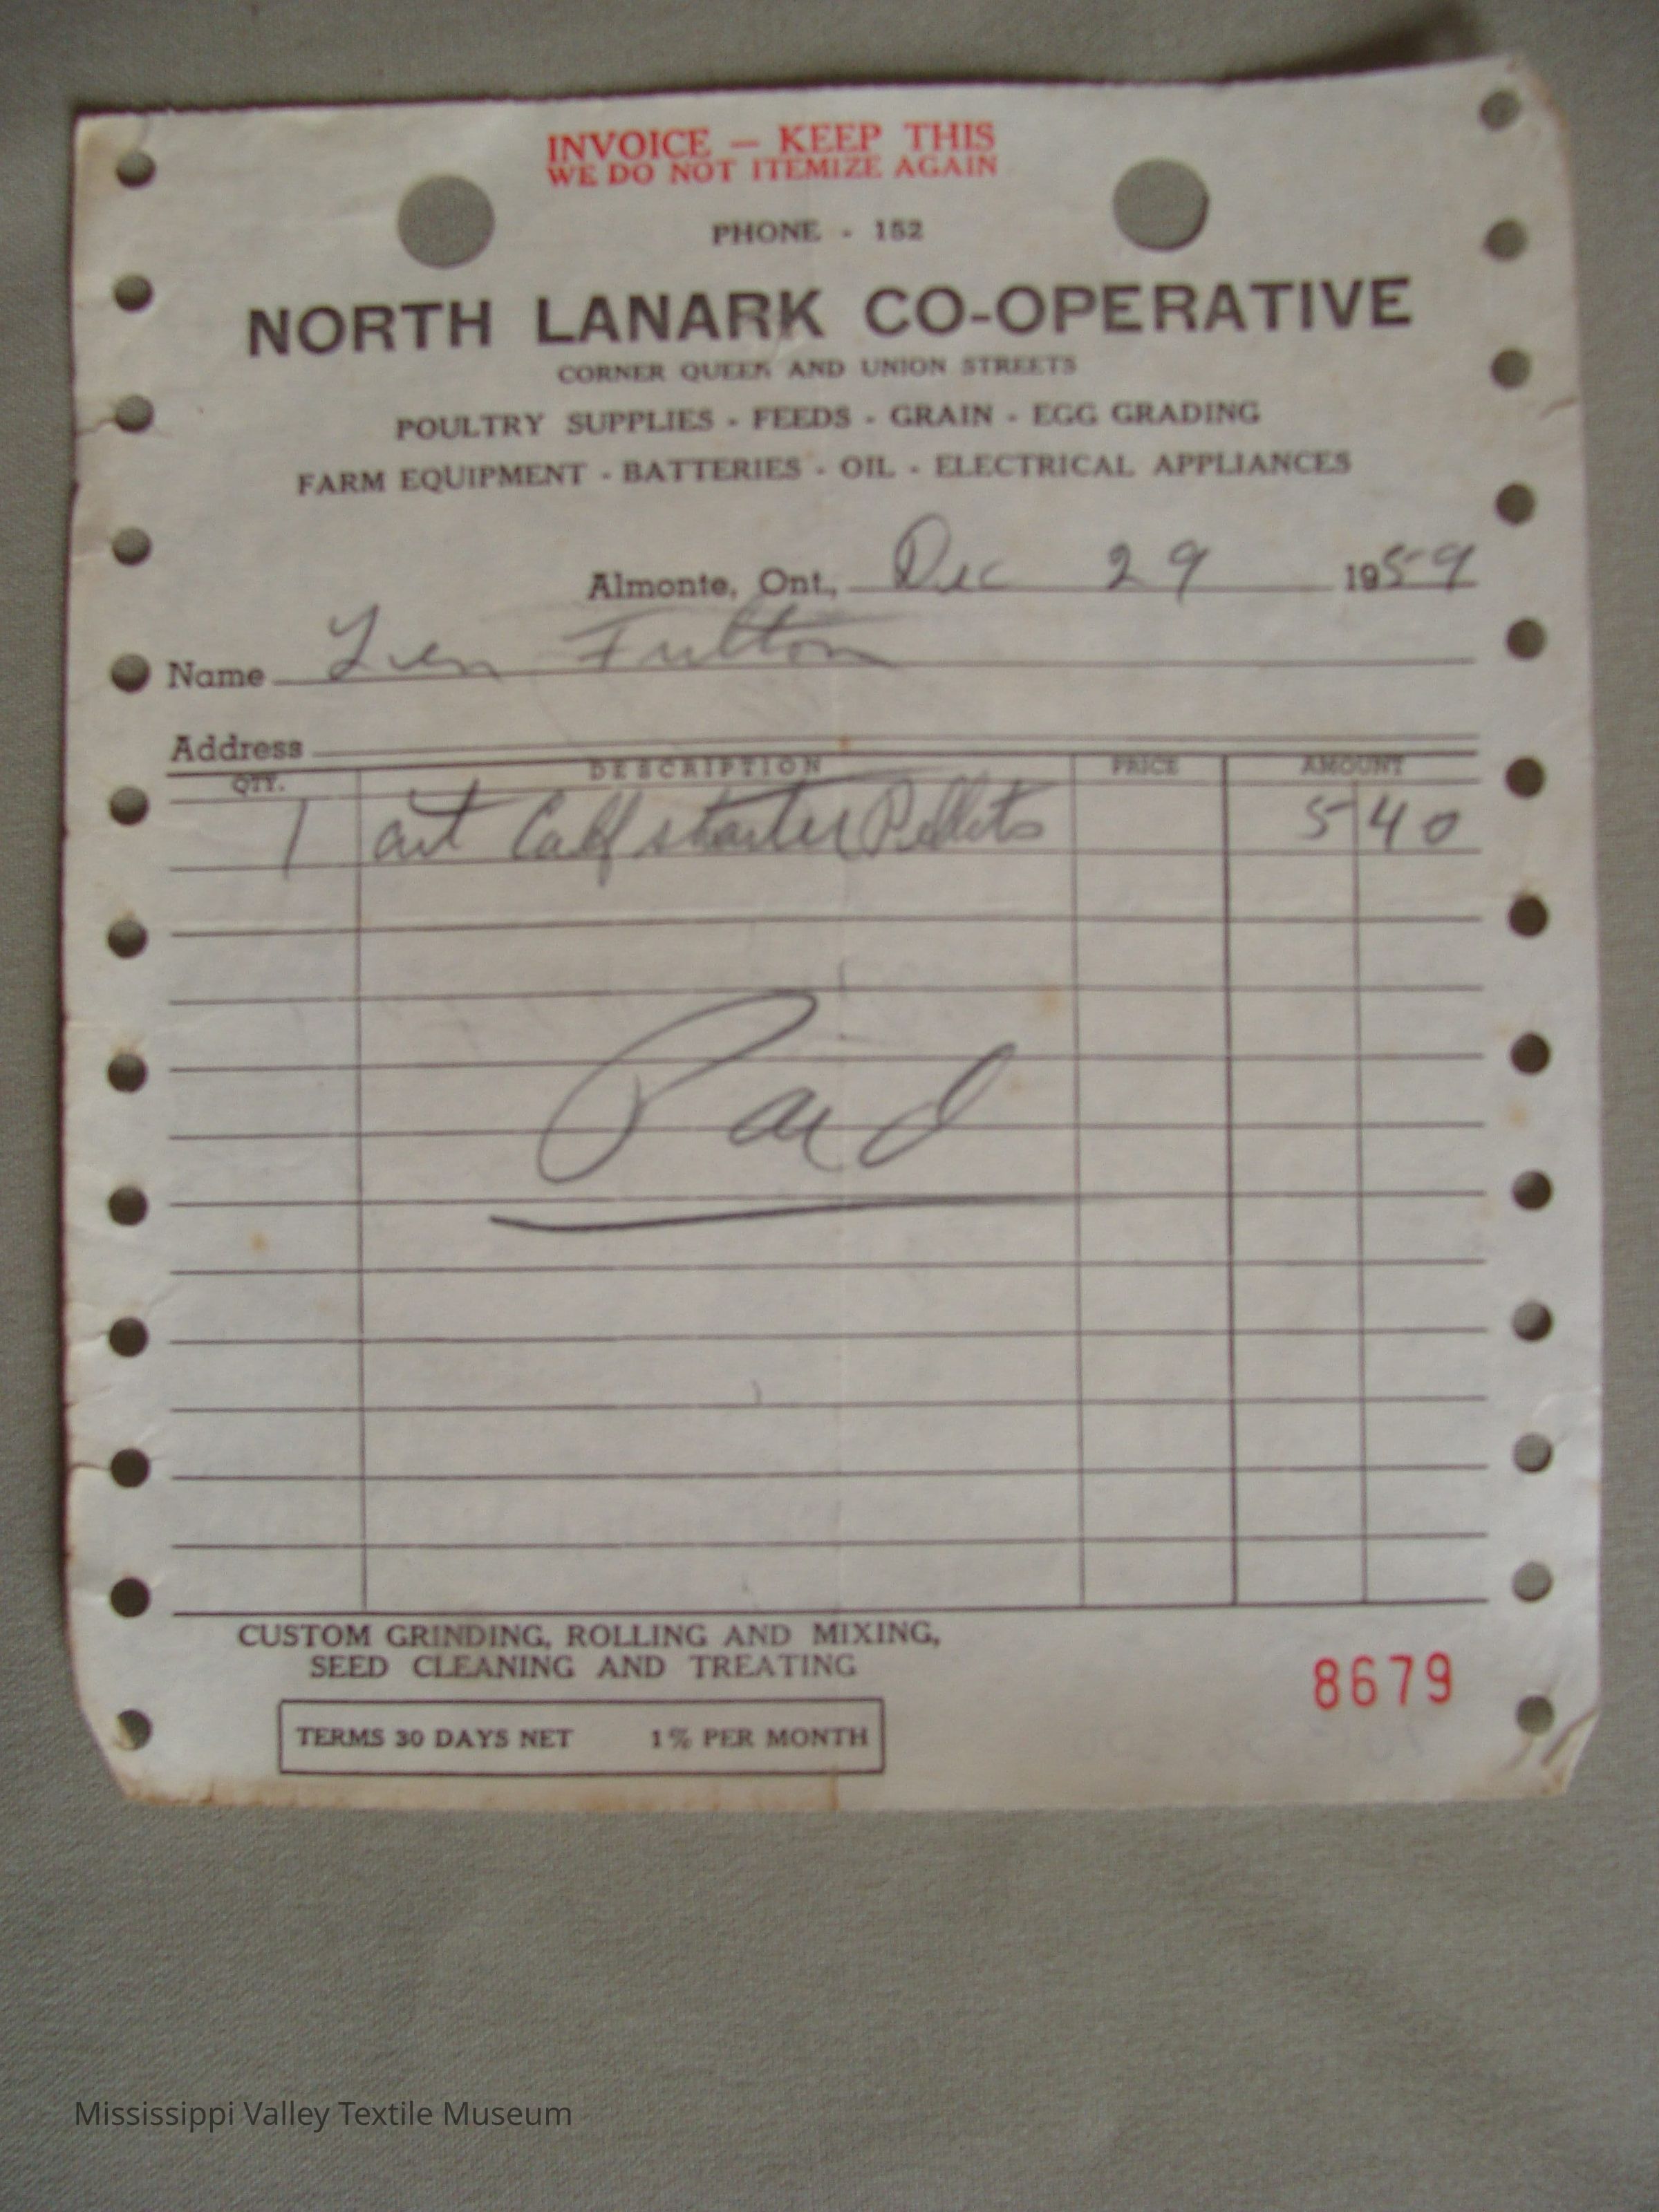 INVOICE — KEEP THIS
WE DO NOT ITEMIZE AGAIN
PHONE - 152
NORTH LANARK CO-OPERATIVE
CORNER QUEEN AND UNION STREETS
POULTRY SUPPLIES - FEEDS - GRAIN - EGG GRADING
FARM EQUIPMENT - BATTERIES - OIL - ELECTRICAL APPLIANCES
Almonte, Ont., Dec 29 1959
Name Len Fulton
Address
QTY. DESCRIPTION PRICE AMOUNT
1 cwt Calf starter Pellets 5 40
Paid
CUSTOM GRINDING, ROLLING AND MIXING,
SEED CLEANING AND TREATING
8679
TERMS 30 DAYS NET 1% PER MONTH
Mississippi Valley Textile Museum